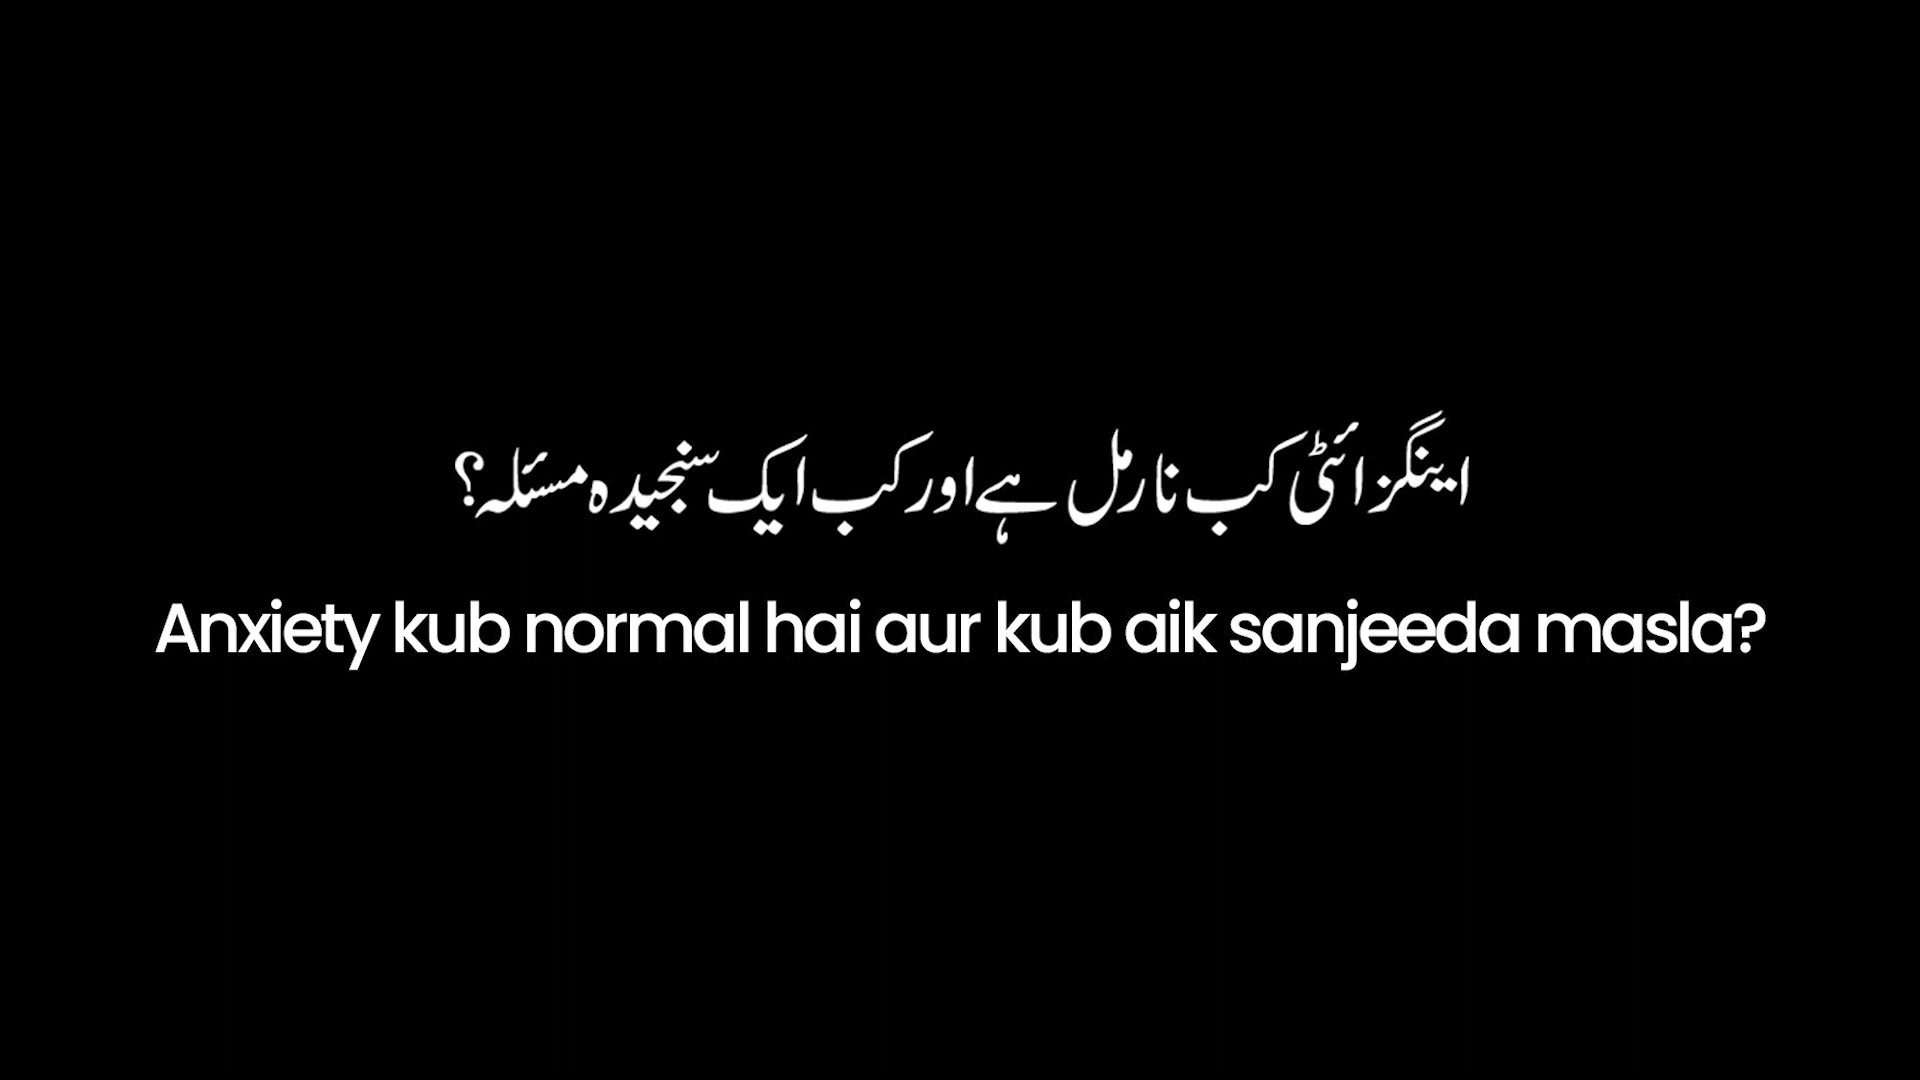 اینگزائٹی کب نارمل ہے اور کب ایک سنجیدہ مسئلہ؟
Anxiety kub normal hai aur kub aik sanjeeda masla?